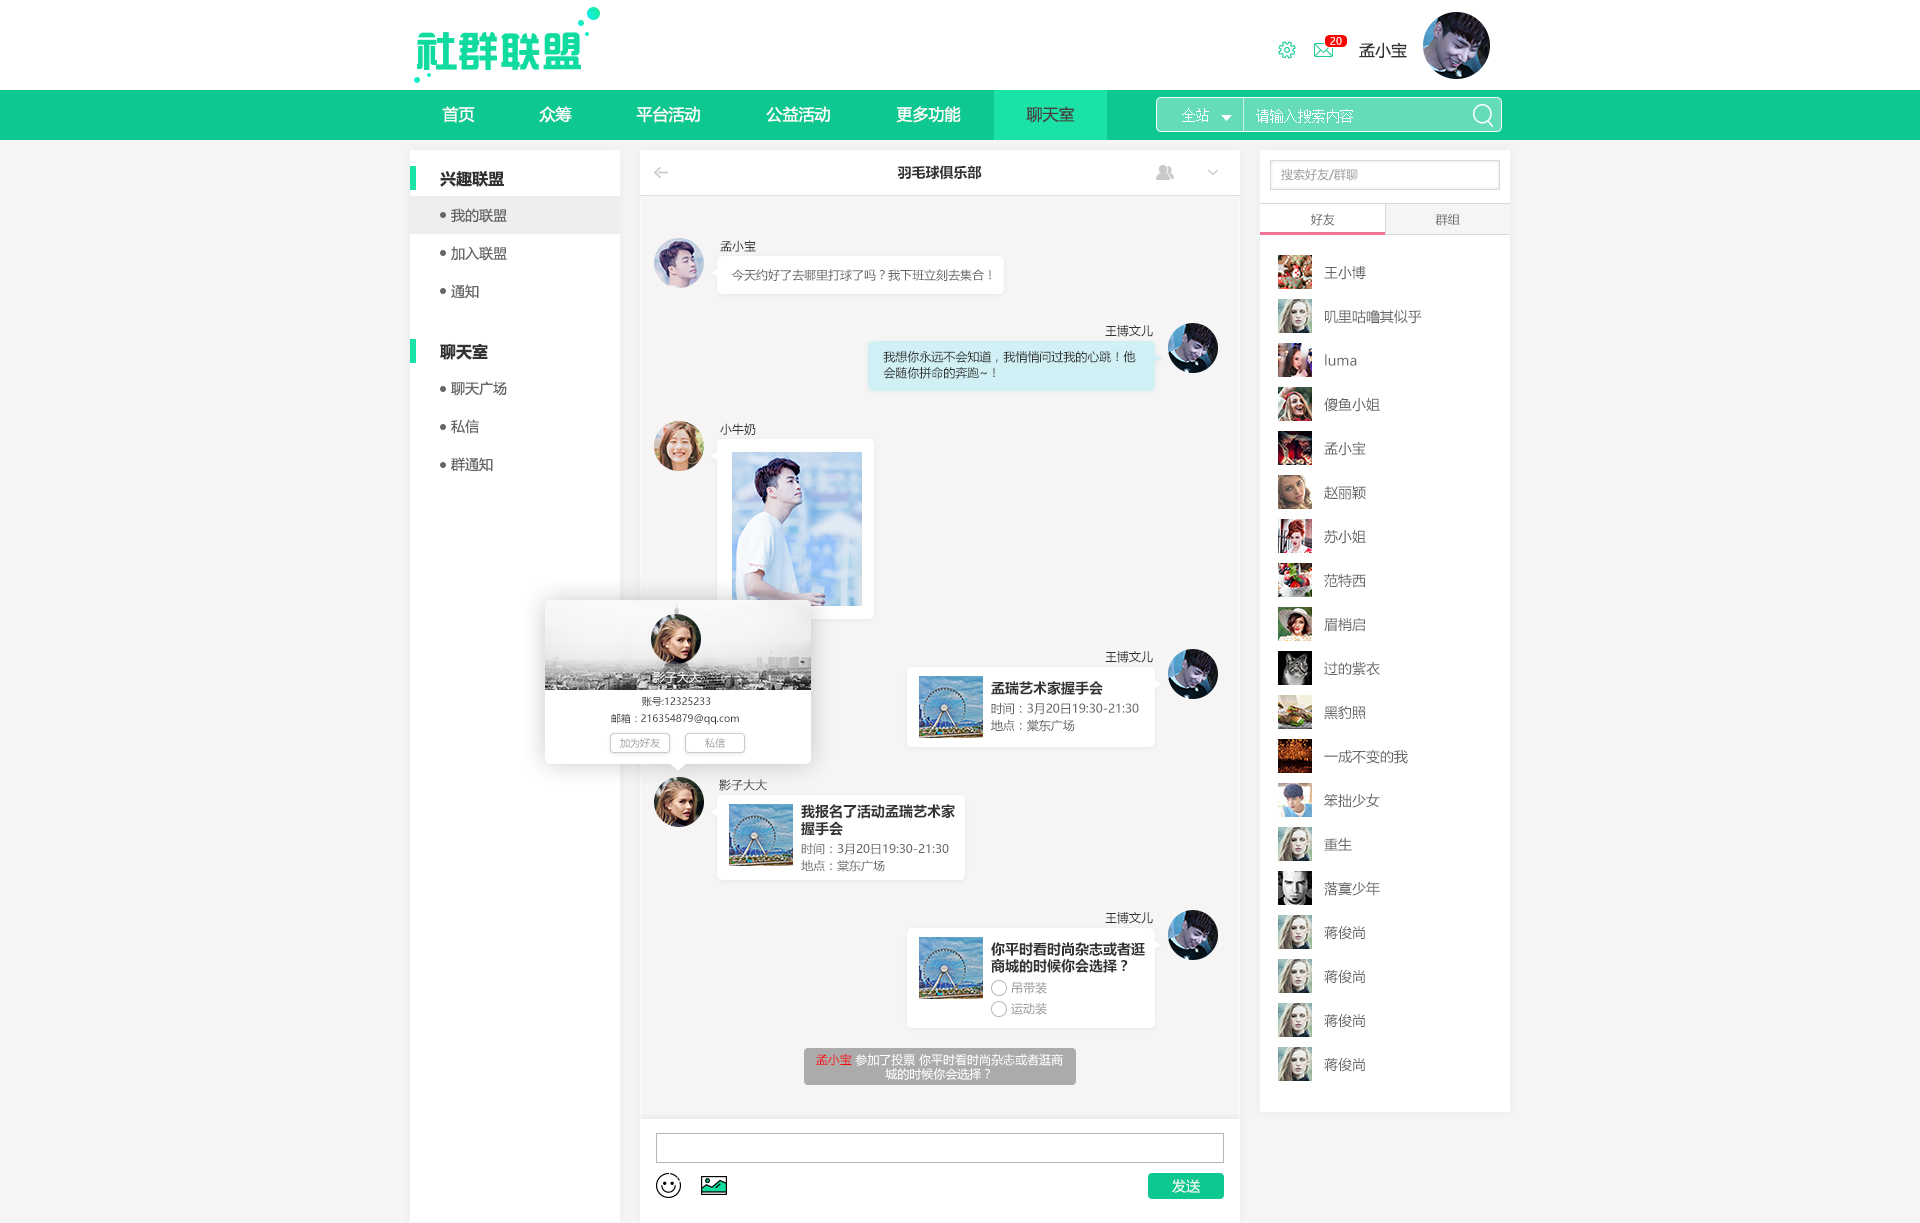 社群联盟
20
孟小宝
首页
众筹
平台活动
公益活动
更多功能
聊天室
全站
请输入搜索内容
兴趣联盟
我的联盟
加入联盟
通知
聊天室
聊天广场
私信
群通知
羽毛球俱乐部
孟小宝
今天约好了去哪里打球了吗？我下班立刻去集合！
王博文儿
我想你永远不会知道，我悄悄问过我的心跳！他
会随你拼命的奔跑~！
小牛奶
影子大大
账号:12325233
邮箱：216354879@qq.com
加为好友
私信
王博文儿
孟瑞艺术家握手会
时间：3月20日19:30-21:30
地点：棠东广场
影子大大
我报名了活动孟瑞艺术家
握手会
时间：3月20日19:30-21:30
地点：棠东广场
王博文儿
你平时看时尚杂志或者逛
商城的时候你会选择？
吊带装
运动装
孟小宝 参加了投票 你平时看时尚杂志或者逛商
城的时候你会选择？
发送
搜索好友/群聊
好友
群组
王小博
叽里咕噜其似乎
luma
傻鱼小姐
孟小宝
赵丽颖
苏小姐
范特西
眉梢启
过的紫衣
黑豹照
一成不变的我
笨拙少女
重生
落寞少年
蒋俊尚
蒋俊尚
蒋俊尚
蒋俊尚